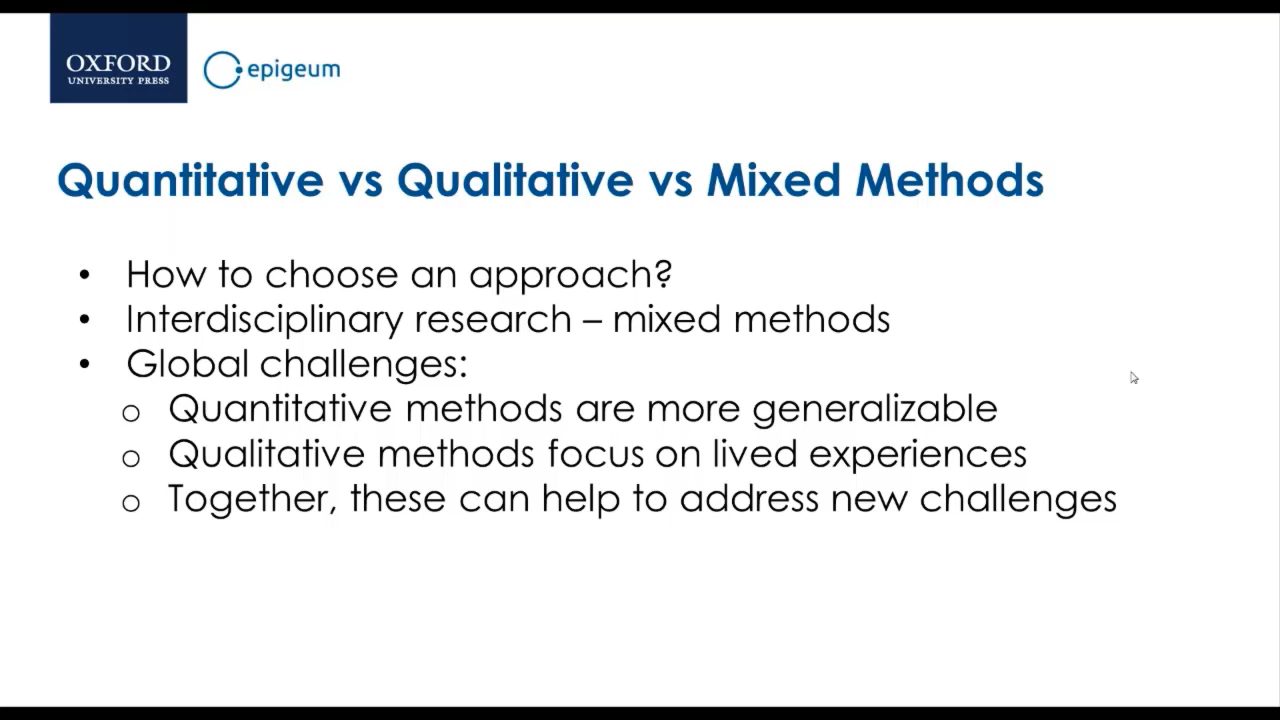 OXFORD
UNIVERSITY PRESS
epigeum
Quantitative vs Qualitative vs Mixed Methods
• How to choose an approach?
• Interdisciplinary research – mixed methods
• Global challenges:
o Quantitative methods are more generalizable
o Qualitative methods focus on lived experiences
o Together, these can help to address new challenges